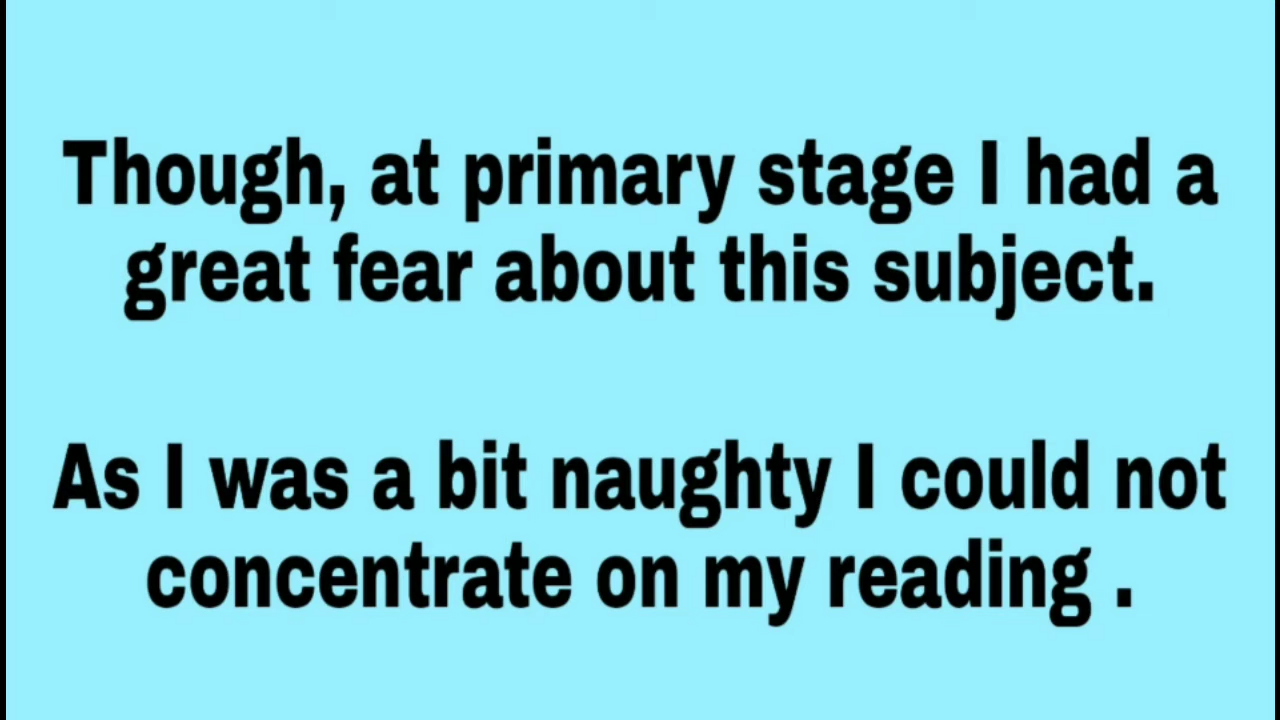 Though, at primary stage I had a
great fear about this subject.
As I was a bit naughty I could not
concentrate on my reading .